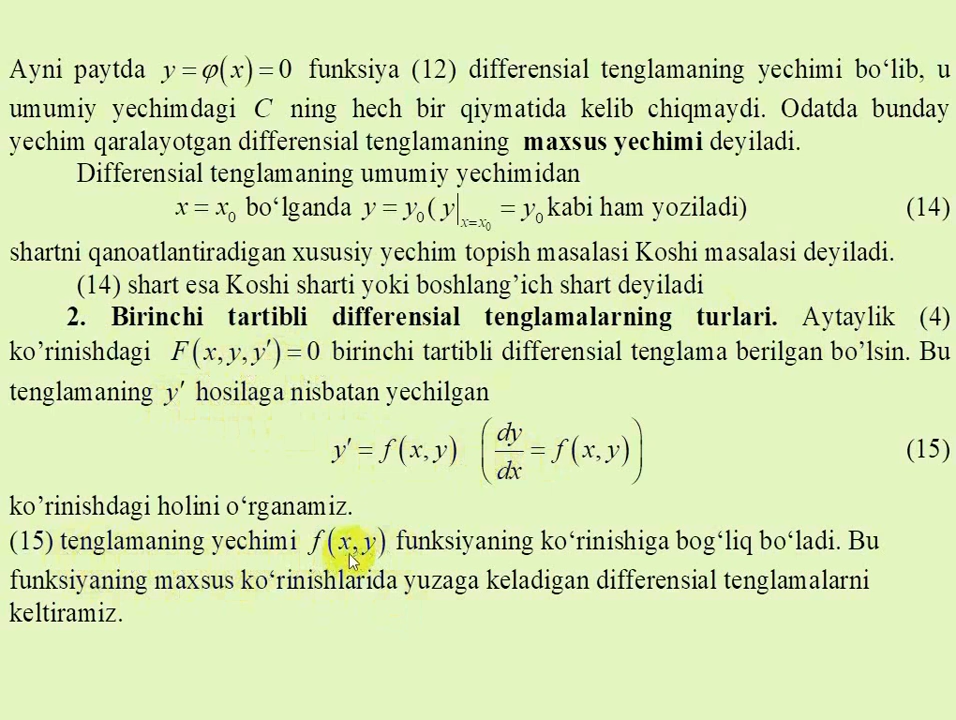 Ayni paytda y = φ(x) = 0 funksiya (12) differensial tenglamaning yechimi bo‘lib, u
umumiy yechimdagi C ning hech bir qiymatida kelib chiqmaydi. Odatda bunday
yechim qaralayotgan differensial tenglamaning maxsus yechimi deyiladi.
Differensial tenglamaning umumiy yechimidan
x = x₀ bo‘lganda y = y₀ ( y|ₓ₌ₓ₀ = y₀ kabi ham yoziladi) (14)
shartni qanoatlantiradigan xususiy yechim topish masalasi Koshi masalasi deyiladi.
(14) shart esa Koshi sharti yoki boshlang’ich shart deyiladi
2. Birinchi tartibli differensial tenglamalarning turlari. Aytaylik (4)
ko’rinishdagi F(x, y, y′) = 0 birinchi tartibli differensial tenglama berilgan bo’lsin. Bu
tenglamaning y′ hosilaga nisbatan yechilgan
y′ = f(x, y) (dy/dx = f(x, y)) (15)
ko’rinishdagi holini o‘rganamiz.
(15) tenglamaning yechimi f(x, y) funksiyaning ko‘rinishiga bog‘liq bo‘ladi. Bu
funksiyaning maxsus ko‘rinishlarida yuzaga keladigan differensial tenglamalarni
keltiramiz.